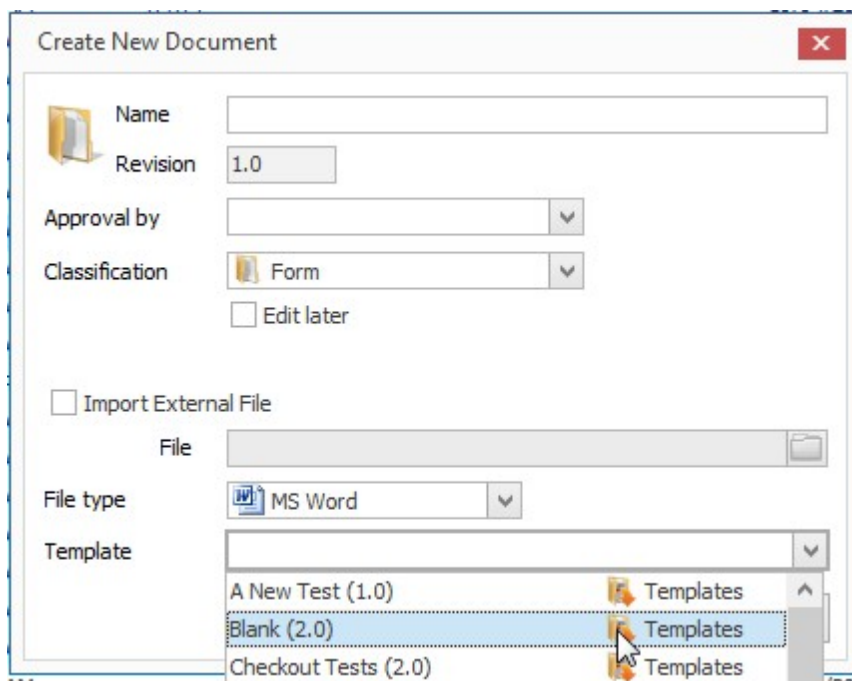 Create New Document
Name
Revision 1.0
Approval by
Classification Form
Edit later
Import External File
File
File type MS Word
Template
A New Test (1.0) Templates
Blank (2.0) Templates
Checkout Tests (2.0) Templates